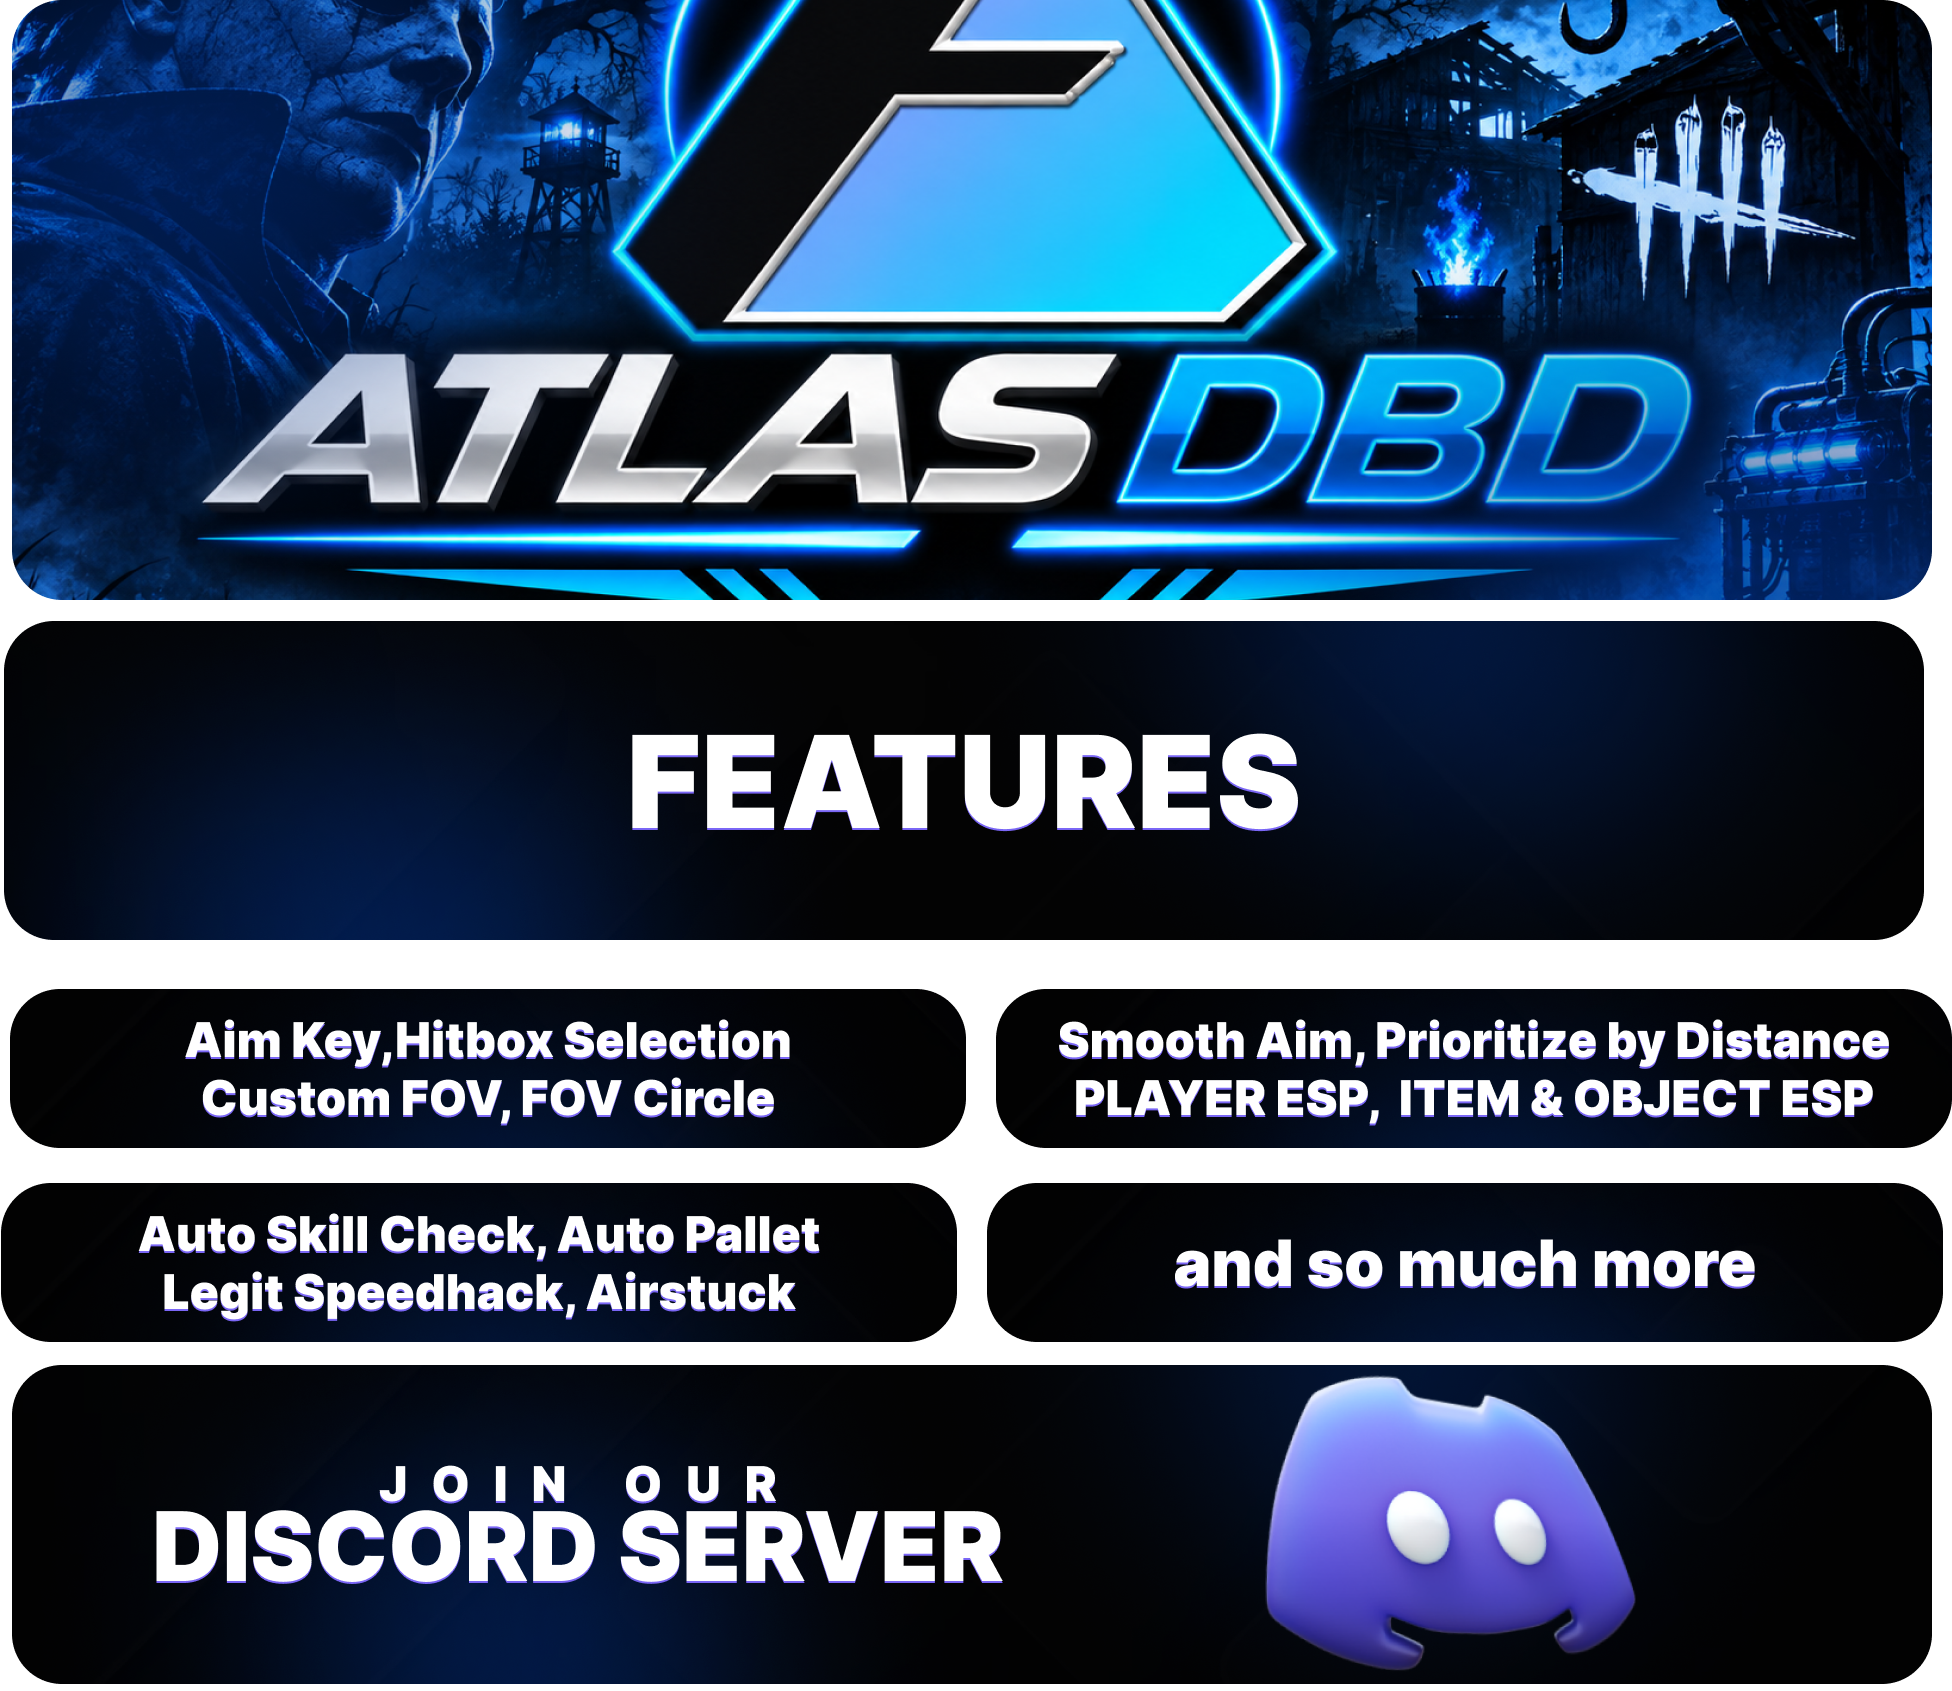 ATLAS DBD
FEATURES
Aim Key,Hitbox Selection
Custom FOV, FOV Circle
Smooth Aim, Prioritize by Distance
PLAYER ESP, ITEM & OBJECT ESP
Auto Skill Check, Auto Pallet
Legit Speedhack, Airstuck
and so much more
JOIN OUR
DISCORD SERVER